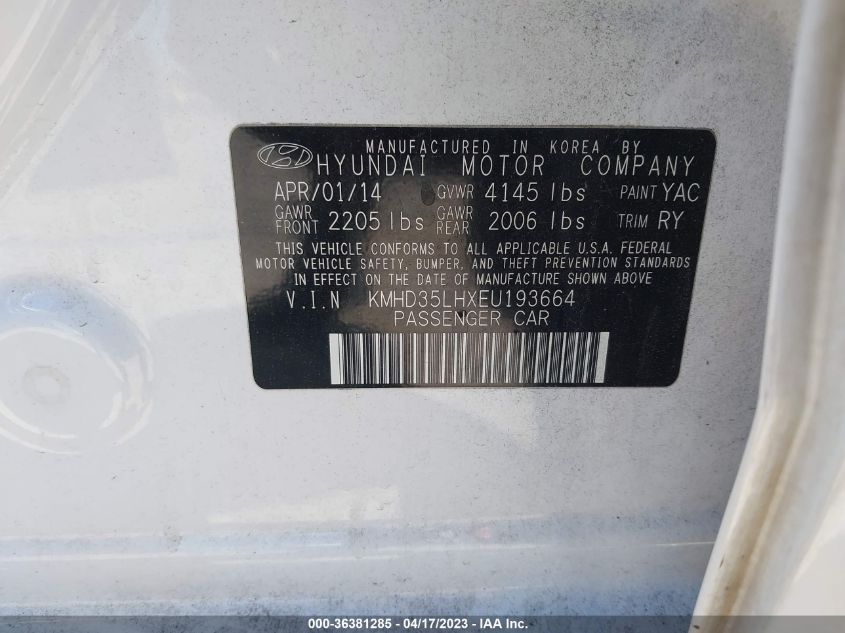 MANUFACTURED IN KOREA BY
HYUNDAI MOTOR COMPANY
APR/01/14 GVWR 4145 lbs PAINT YAC
GAWR FRONT 2205 lbs GAWR REAR 2006 lbs TRIM RY
THIS VEHICLE CONFORMS TO ALL APPLICABLE U.S.A. FEDERAL
MOTOR VEHICLE SAFETY, BUMPER, AND THEFT PREVENTION STANDARDS
IN EFFECT ON THE DATE OF MANUFACTURE SHOWN ABOVE
V.I.N KMHD35LHXEU193664
PASSENGER CAR
000-36381285 - 04/17/2023 - IAAI.com